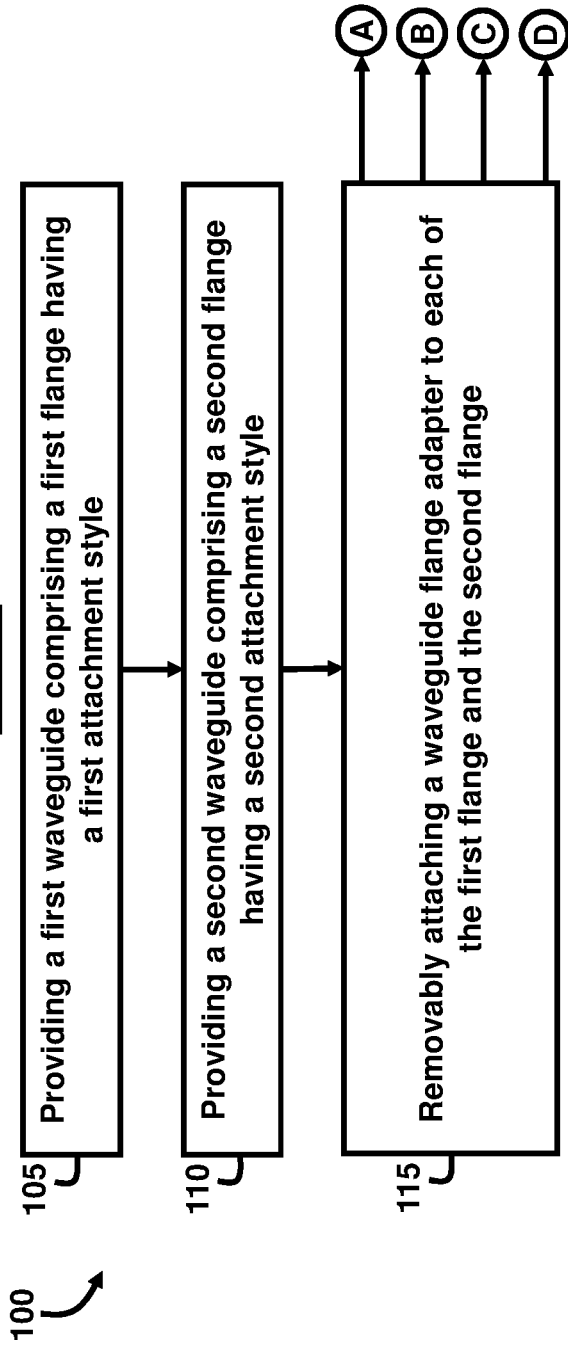 100
105
Providing a first waveguide comprising a first flange having
a first attachment style
110
Providing a second waveguide comprising a second flange
having a second attachment style
115
Removably attaching a waveguide flange adapter to each of
the first flange and the second flange
A
B
C
D